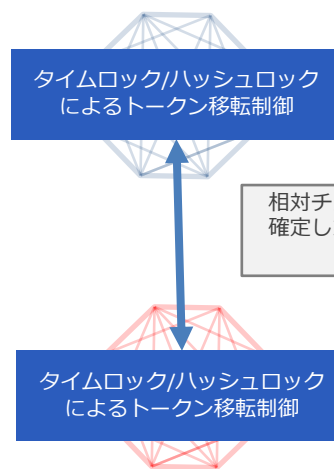 タイムロック/ハッシュロック
によるトークン移転制御
相対チ
確定し
タイムロック/ハッシュロック
によるトークン移転制御